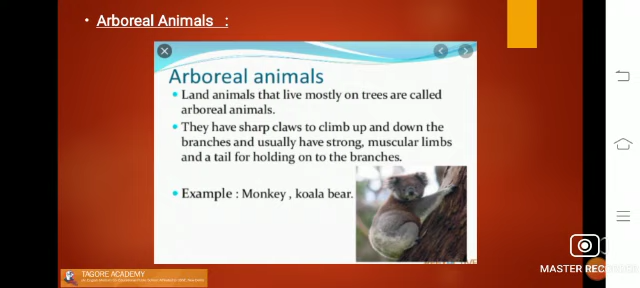 • Arboreal Animals :
Arboreal animals
• Land animals that live mostly on trees are called
arboreal animals.
• They have sharp claws to climb up and down the
branches and usually have strong, muscular limbs
and a tail for holding on to the branches.
• Example : Monkey , koala bear.
TAGORE ACADEMY
MASTER REC